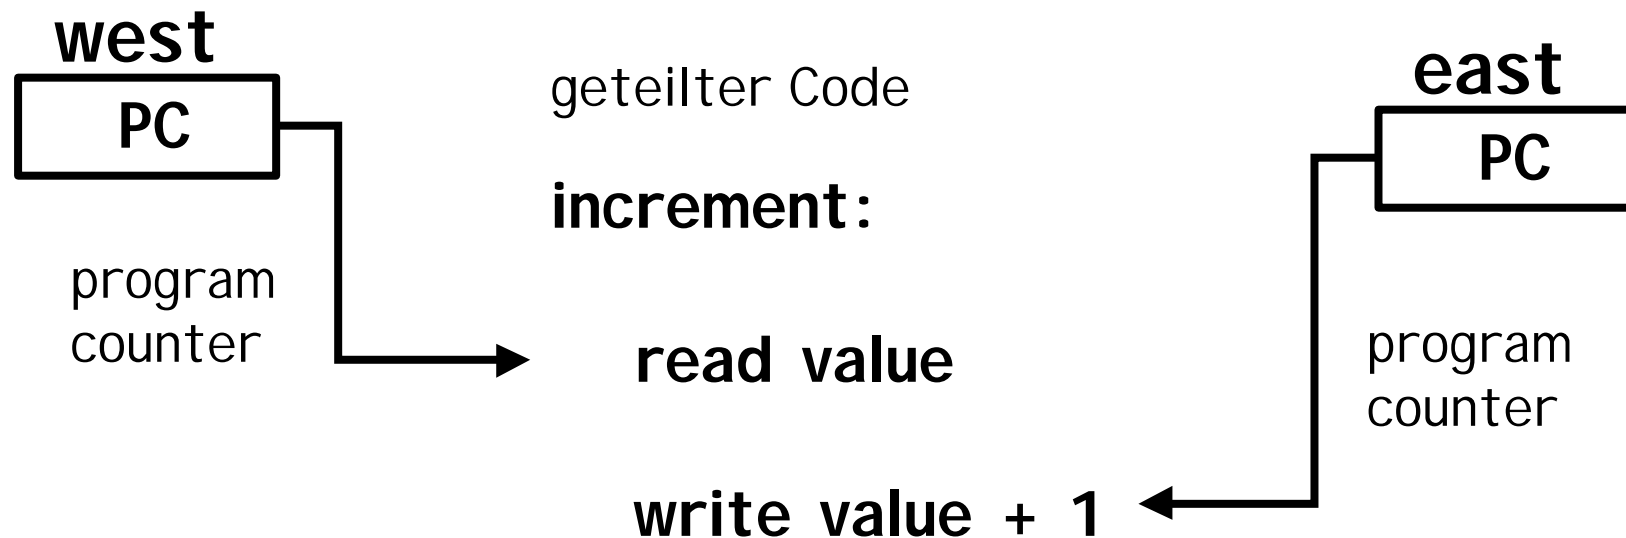 west
PC
program
counter
geteilter Code
increment:
read value
write value + 1
east
PC
program
counter